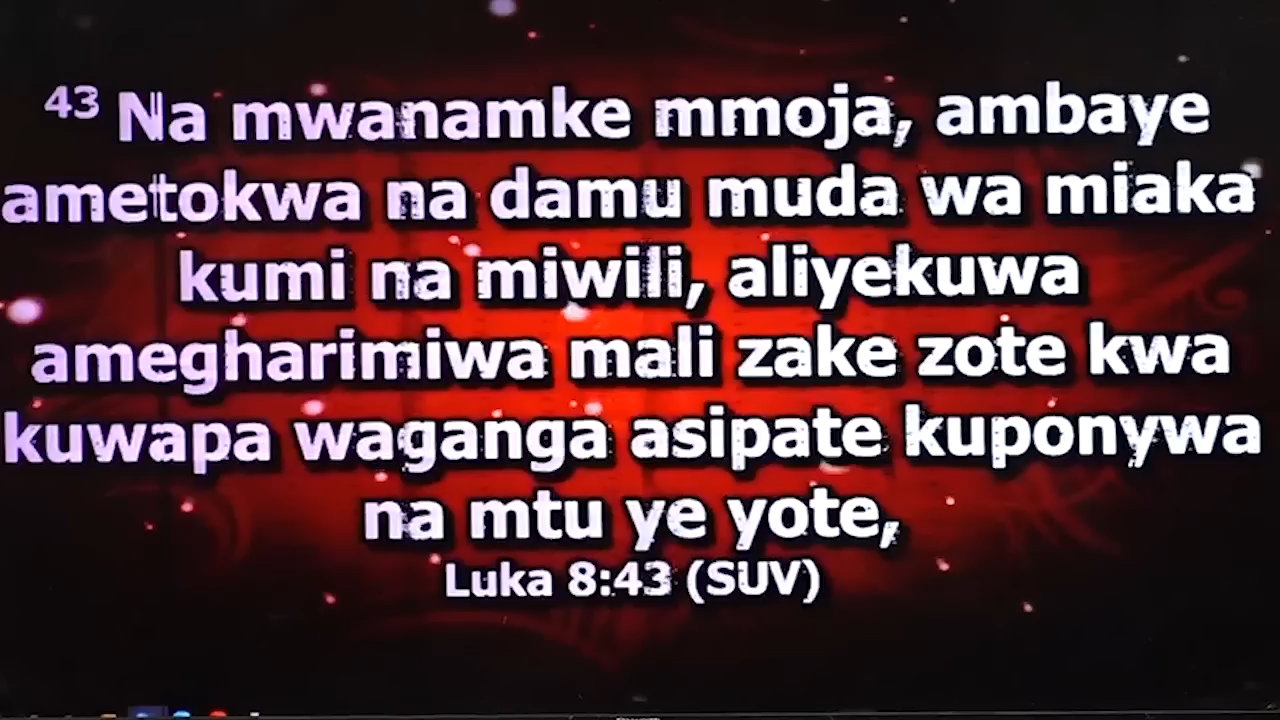 43 Na mwanamke mmoja, ambaye
ametokwa na damu muda wa miaka
kumi na miwili, aliyekuwa
amegharimiwa mali zake zote kwa
kuwapa waganga asipate kuponywa
na mtu ye yote,
Luka 8:43 (SUV)